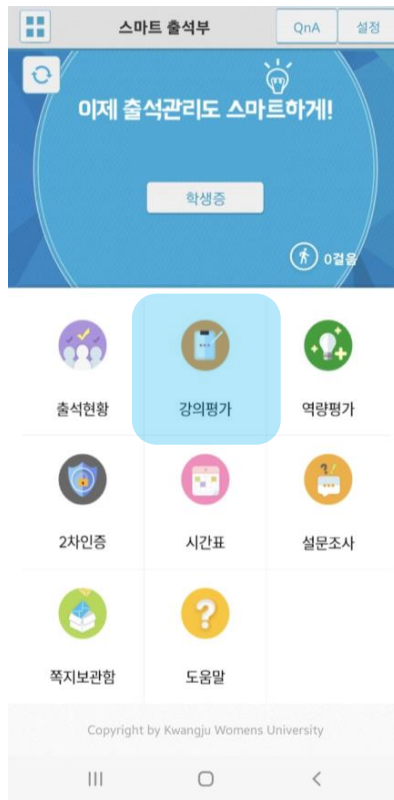 스마트 출석부
QnA
설정
이제 출석관리도 스마트하게!
학생증
0걸음
출석현황
강의평가
역량평가
2차인증
시간표
설문조사
쪽지보관함
도움말
Copyright by Kwangju Womens University